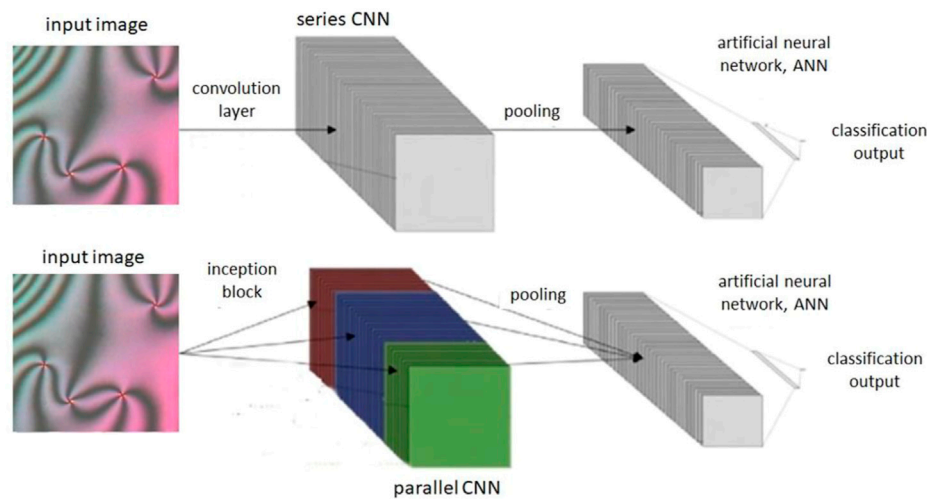 input image
series CNN
convolution
layer
pooling
artificial neural
network, ANN
classification
output
input image
inception
block
pooling
artificial neural
network, ANN
classification
output
parallel CNN